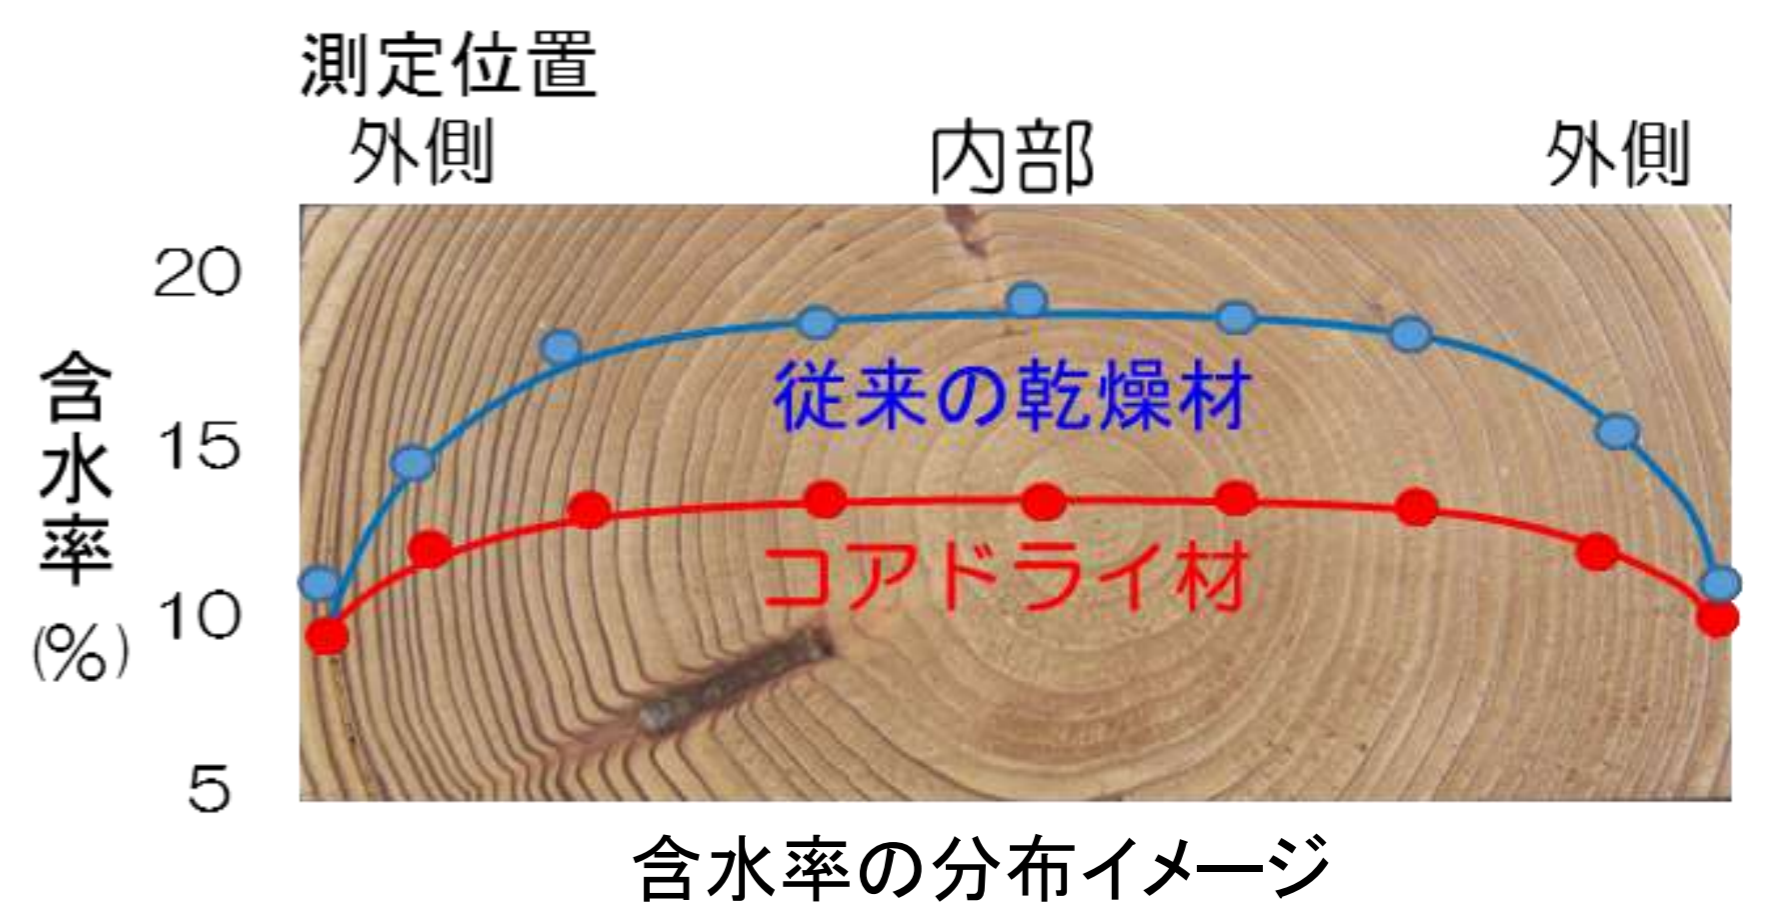 測定位置
外側 内部 外側
20
15
10
5
含水率
(%)
従来の乾燥材
コアドライ材
含水率の分布イメージ